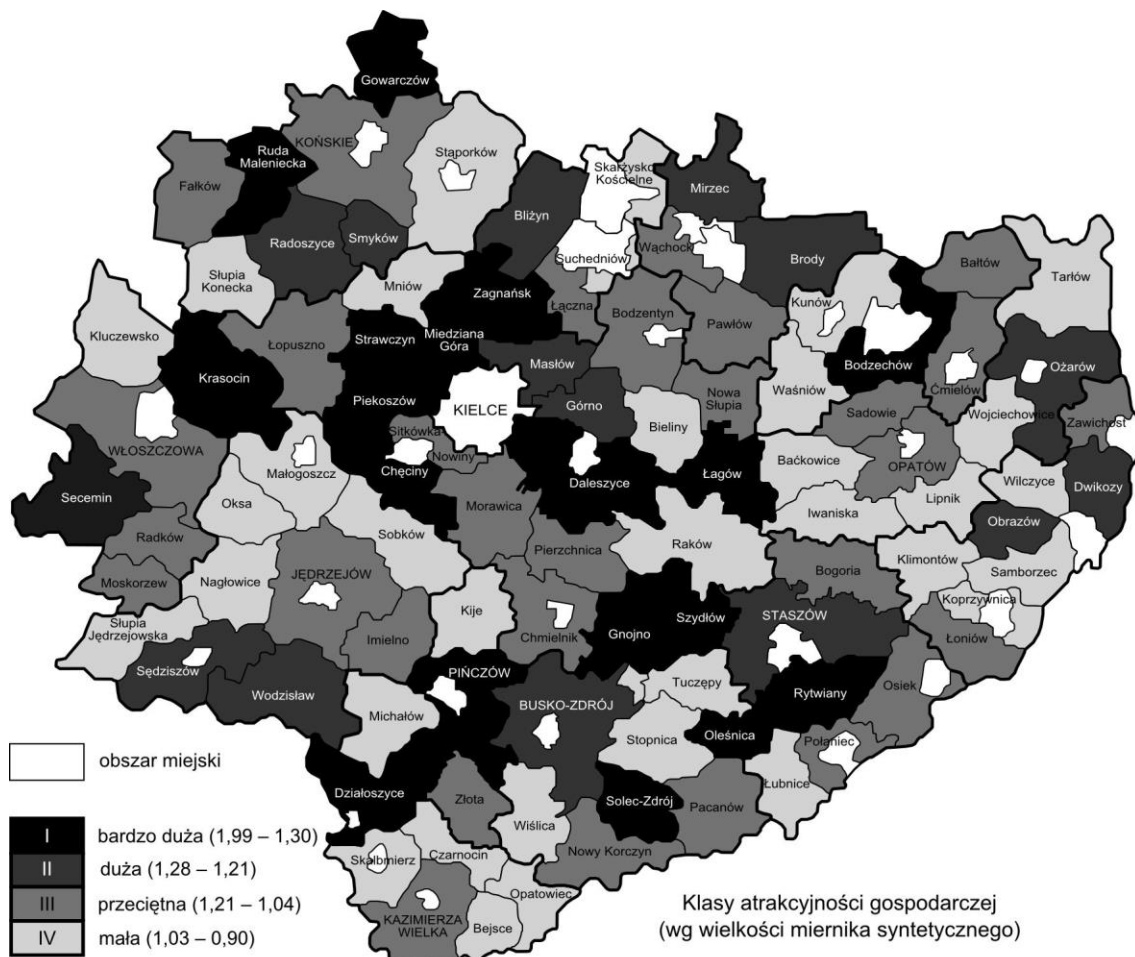 Gowarczów
KOŃSKIE
Ruda
Maleniecka
Stąporków
Fałków
Skarżysko
Kościelne
Mirzec
Bliżyn
Radoszyce
Smyków
Suchedniów
Wąchock
Brody
Bałtów
Tarłów
Słupia
Konecka
Mniów
Zagnańsk
Łączna
Bodzentyn
Pawłów
Kunów
Kluczewsko
Łopuszno
Strawczyn
Miedziana
Góra
Masłów
Bodzechów
Ożarów
Krasocin
Piekoszów
KIELCE
Górno
Nowa
Słupia
Waśniów
Ćmielów
Sadowie
Wojciechowice
Zawichost
WŁOSZCZOWA
Sitkówka-
Nowiny
Bieliny
Małogoszcz
Chęciny
Daleszyce
Łagów
Baćkowice
OPATÓW
Secemin
Oksa
Morawica
Iwaniska
Lipnik
Wilczyce
Dwikozy
Radków
Sobków
Pierzchnica
Raków
Obrazów
Moskorzew
Nagłowice
JĘDRZEJÓW
Bogoria
Klimontów
Samborzec
Słupia
Jędrzejowska
Imielno
Kije
Chmielnik
Gnojno
Szydłów
STASZÓW
Koprzywnica
Łoniów
Sędziszów
Wodzisław
PIŃCZÓW
Tuczępy
Rytwiany
Osiek
Michałów
BUSKO-ZDRÓJ
Stopnica
Oleśnica
Połaniec
Łubnice
obszar miejski
Działoszyce
Złota
Solec-Zdrój
Pacanów
Wiślica
I bardzo duża (1,99 – 1,30)
II duża (1,28 – 1,21)
III przeciętna (1,21 – 1,04)
IV mała (1,03 – 0,90)
Skalbmierz
Czarnocin
Nowy Korczyn
Opatowiec
KAZIMIERZA
WIELKA
Bejsce
Klasy atrakcyjności gospodarczej
(wg wielkości miernika syntetycznego)